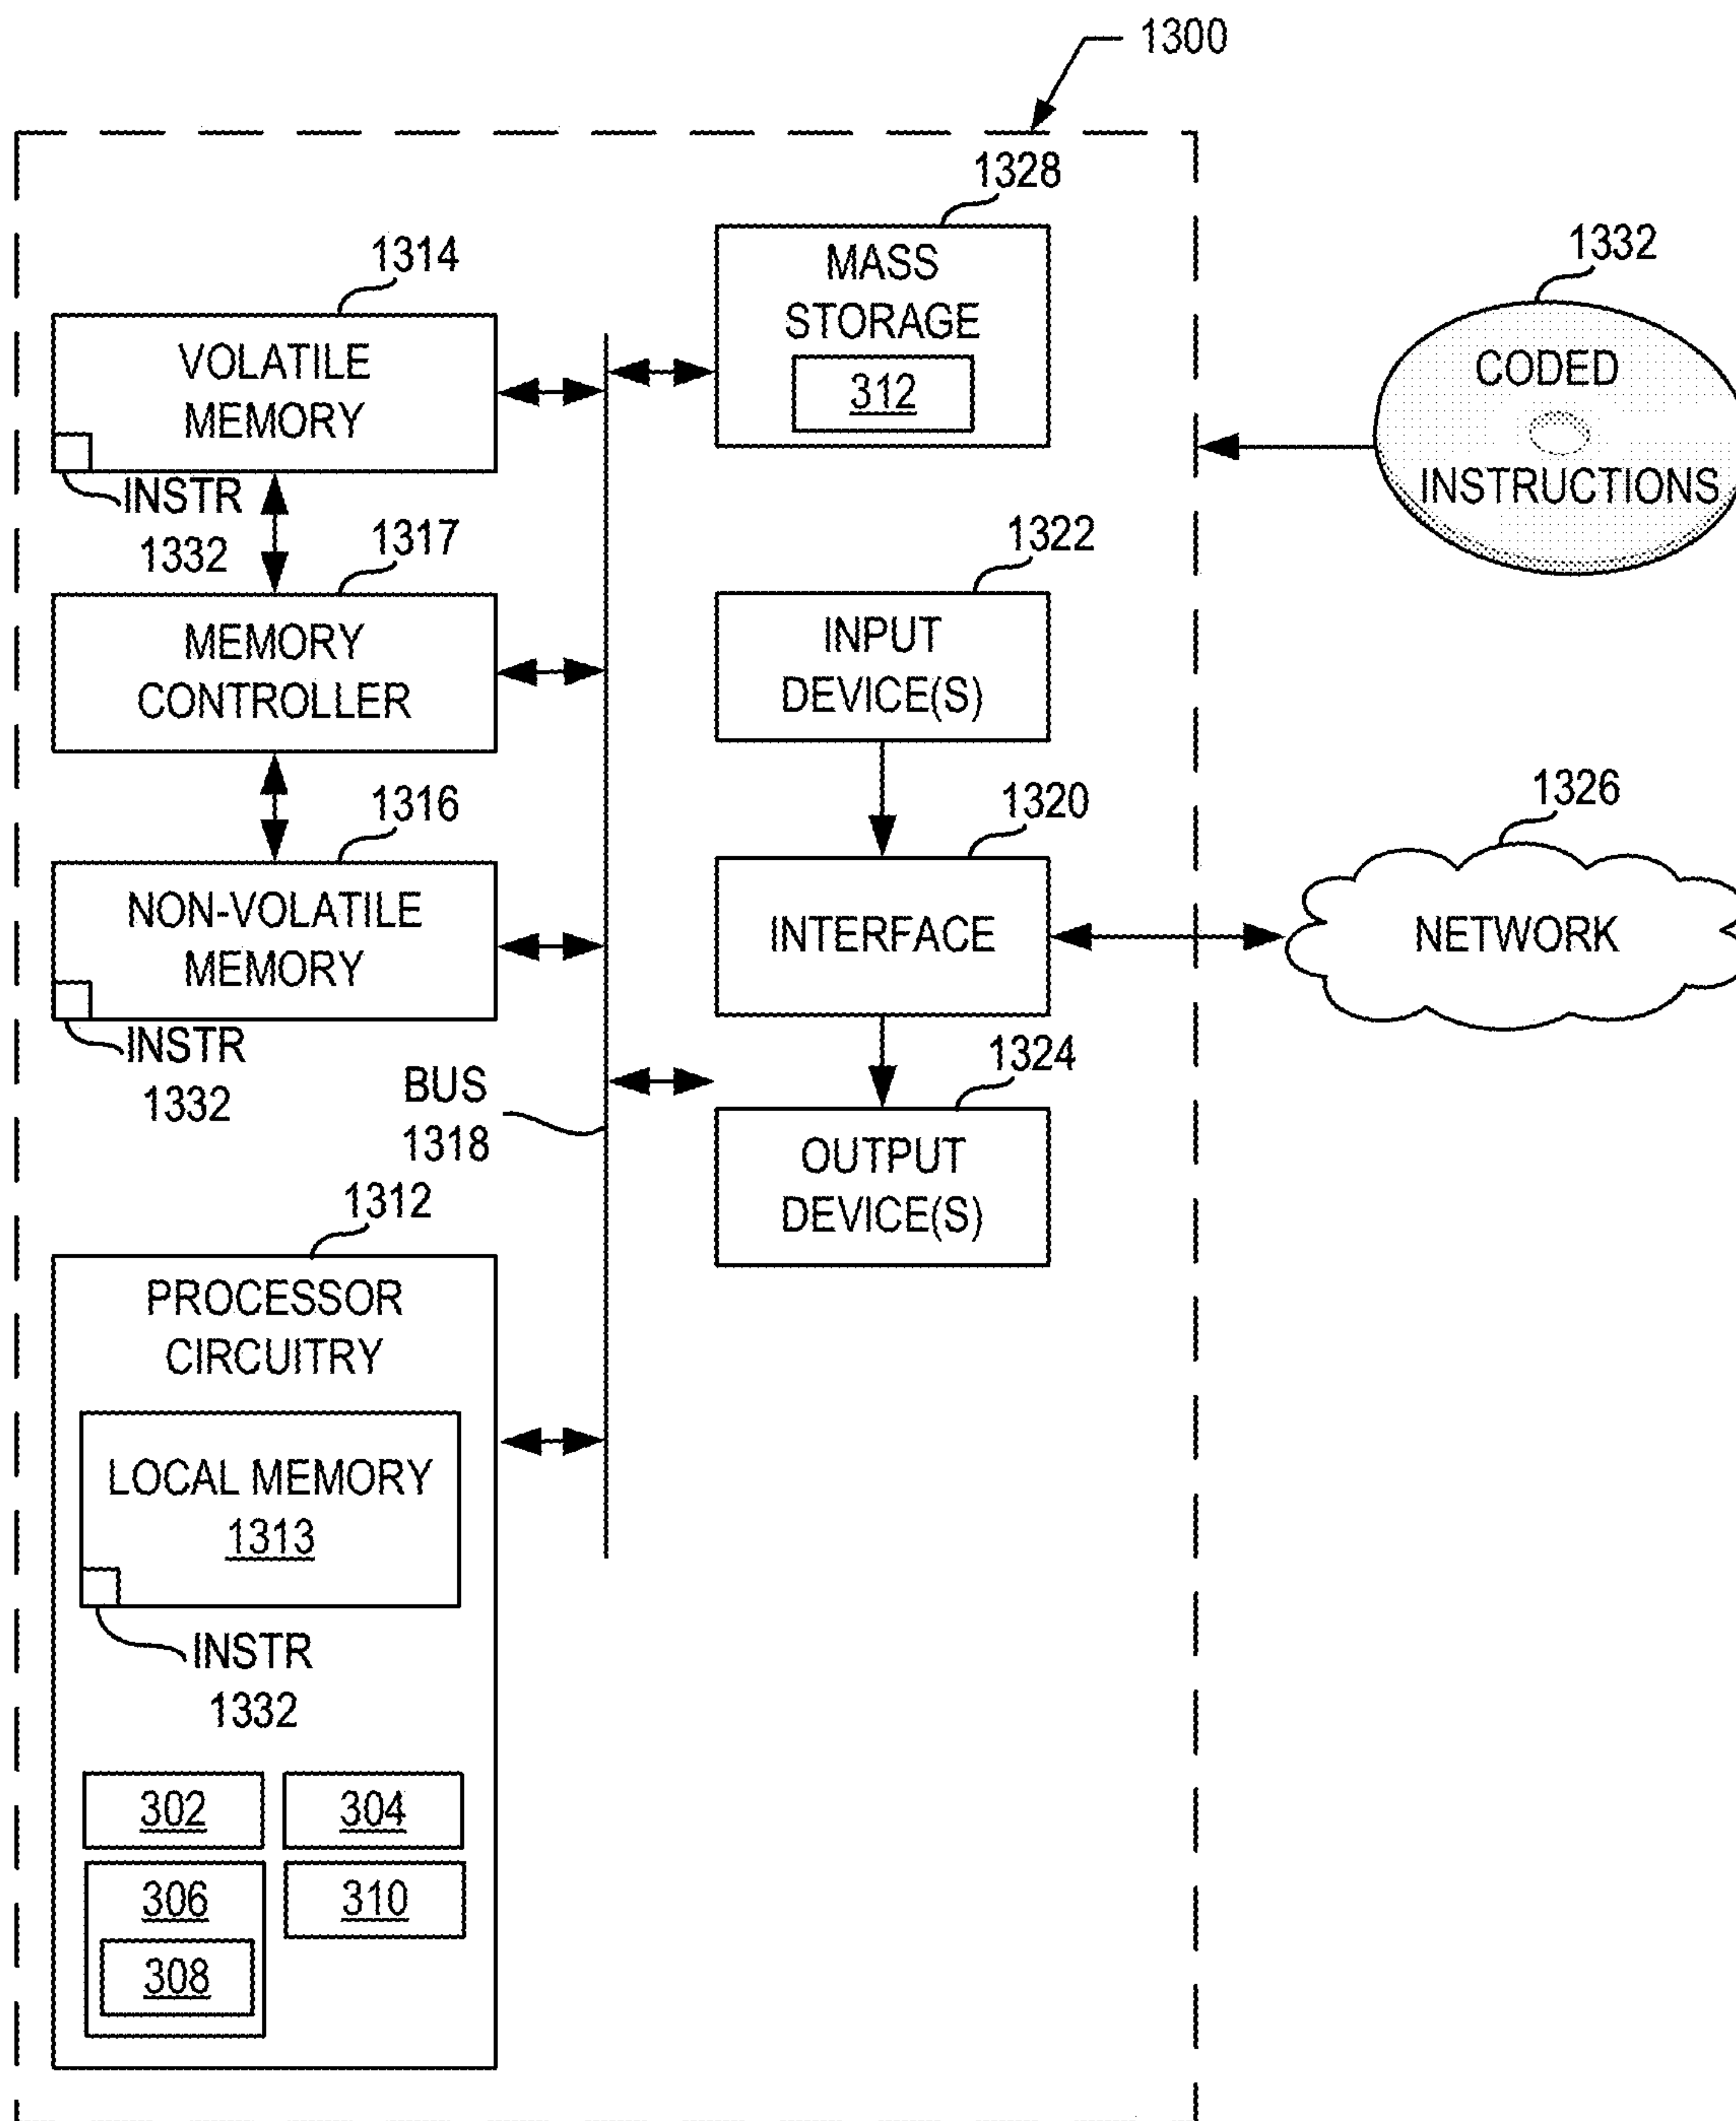 1300
1328
MASS
STORAGE
312
1314
VOLATILE
MEMORY
INSTR
1332
1317
MEMORY
CONTROLLER
1316
NON-VOLATILE
MEMORY
INSTR
1332
BUS
1318
1322
INPUT
DEVICE(S)
1320
INTERFACE
1324
OUTPUT
DEVICE(S)
1332
CODED
INSTRUCTIONS
1326
NETWORK
1312
PROCESSOR
CIRCUITRY
LOCAL MEMORY
1313
INSTR
1332
302
304
306
310
308